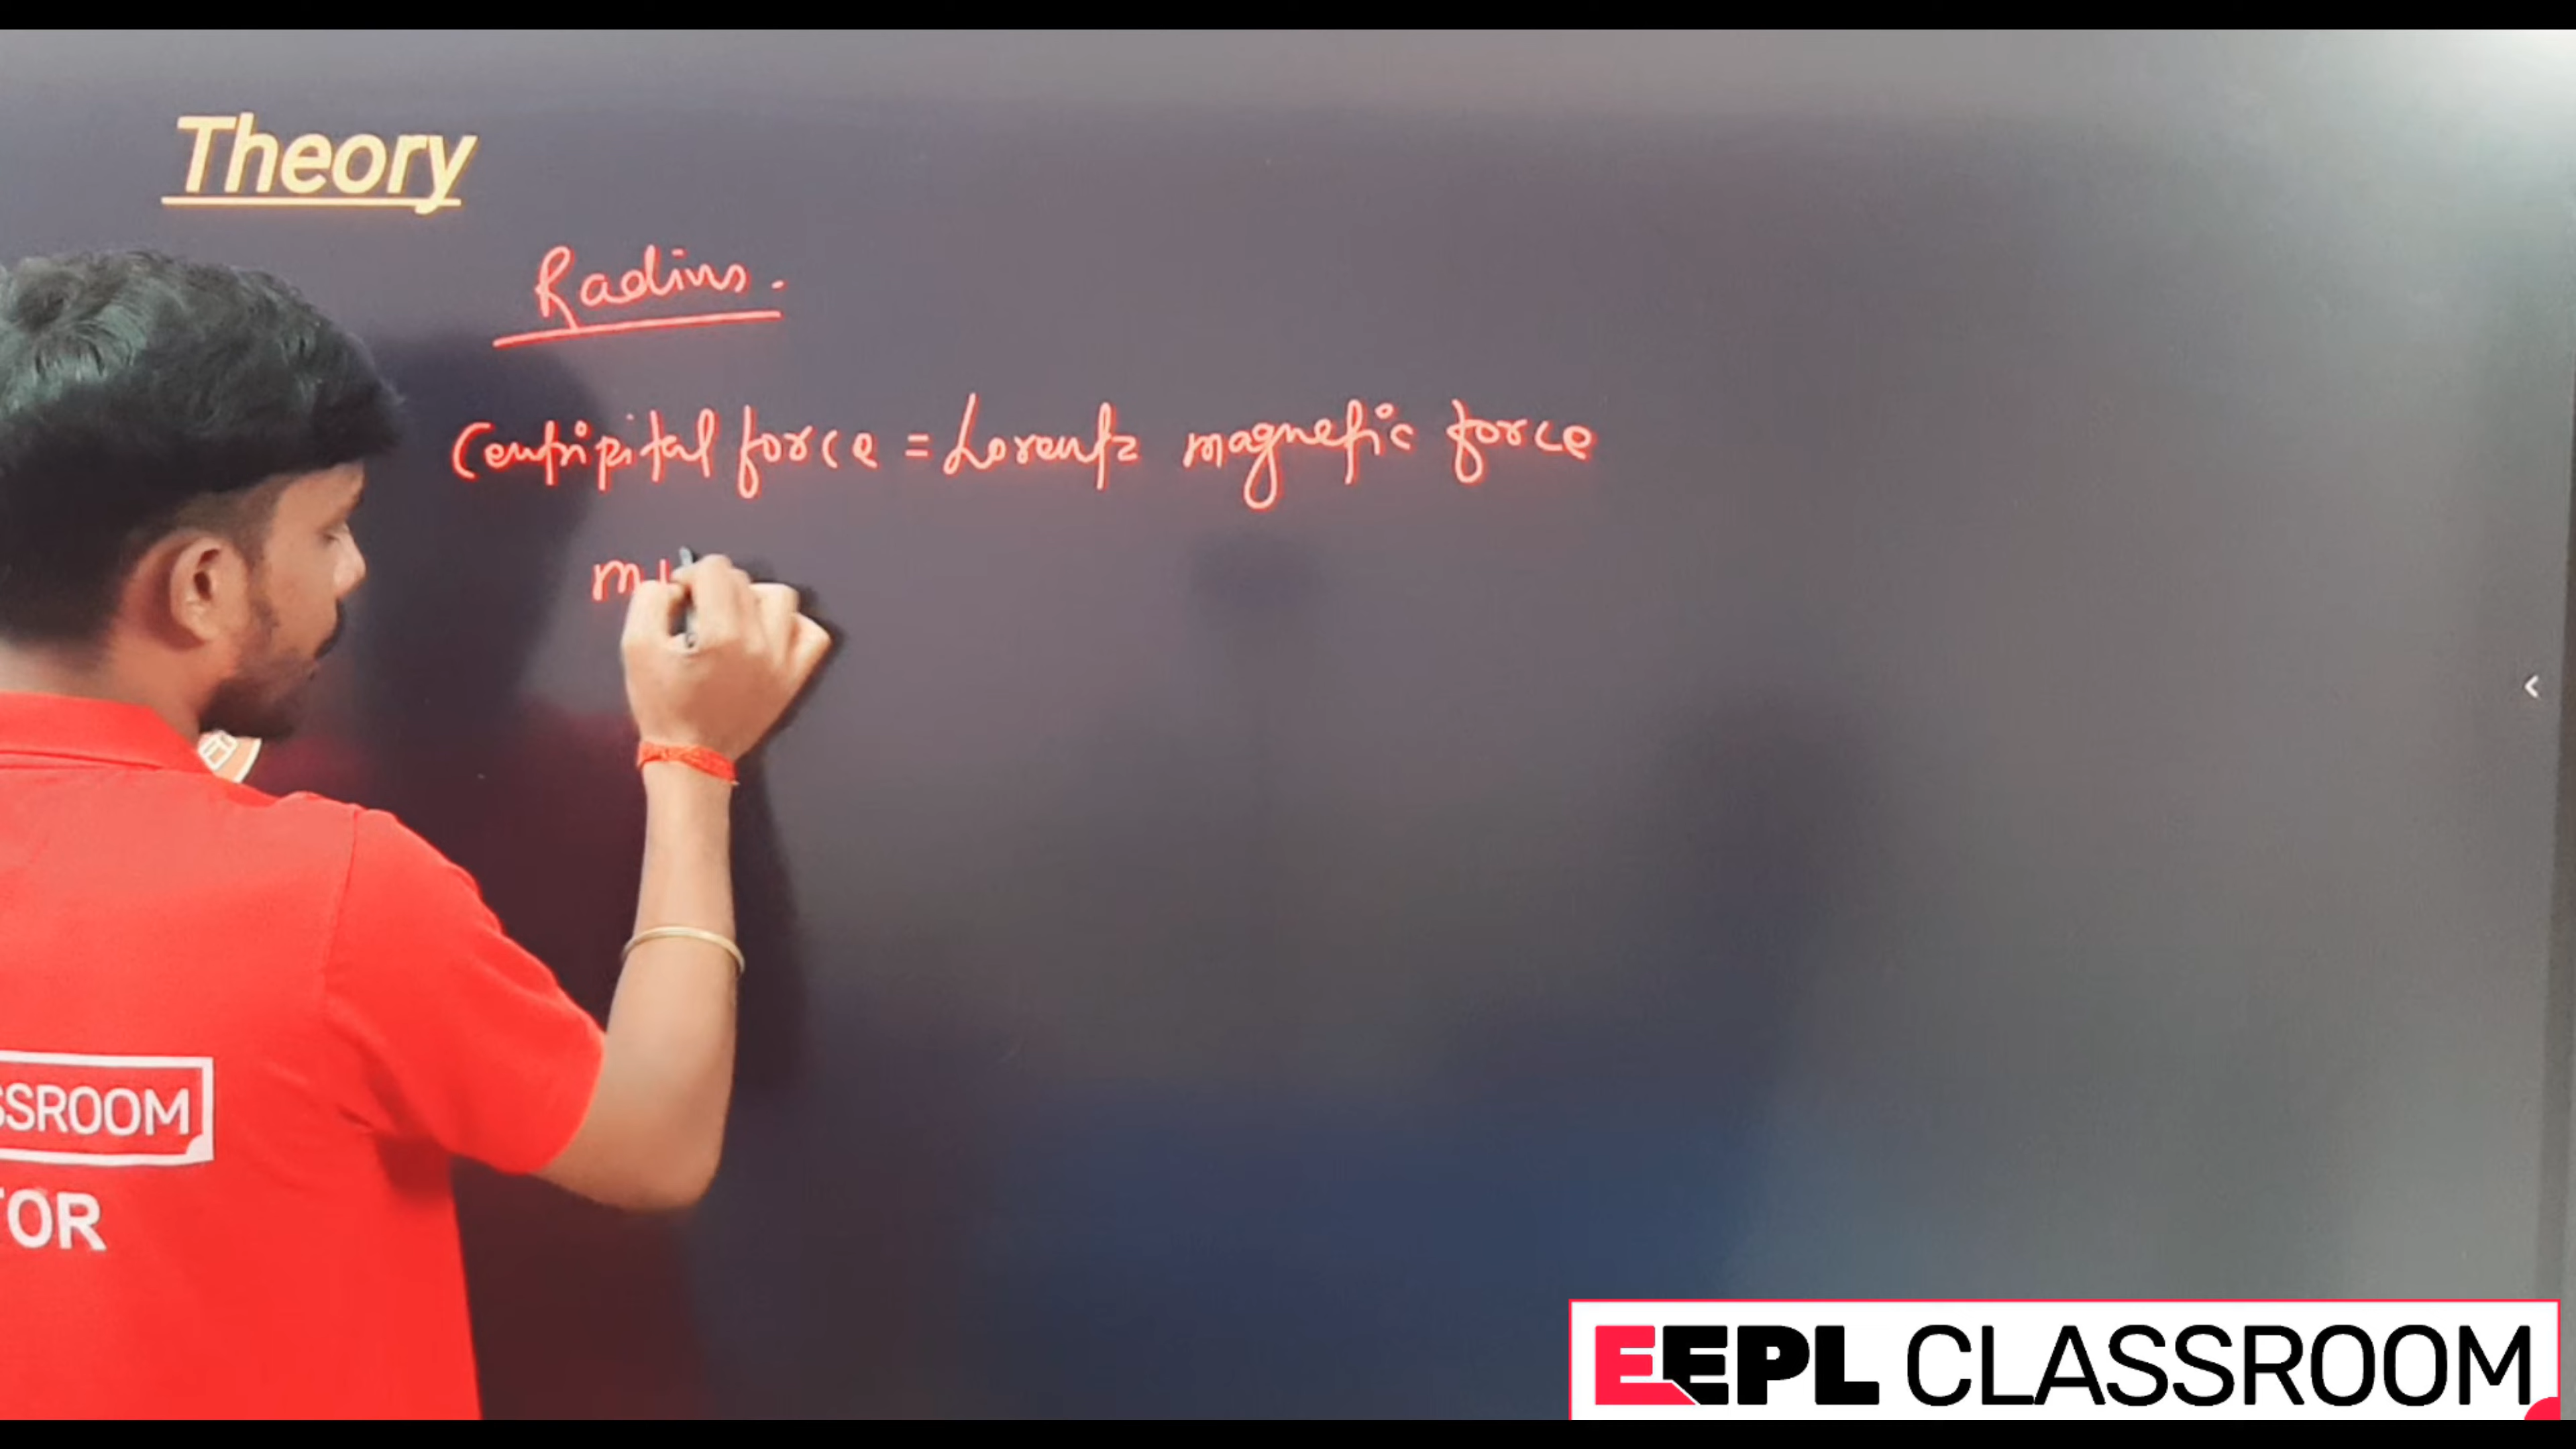 Theory
Radius.
Centripital force = Lorentz magnetic force
m
SSROOM
TOR
<
EEPL CLASSROOM